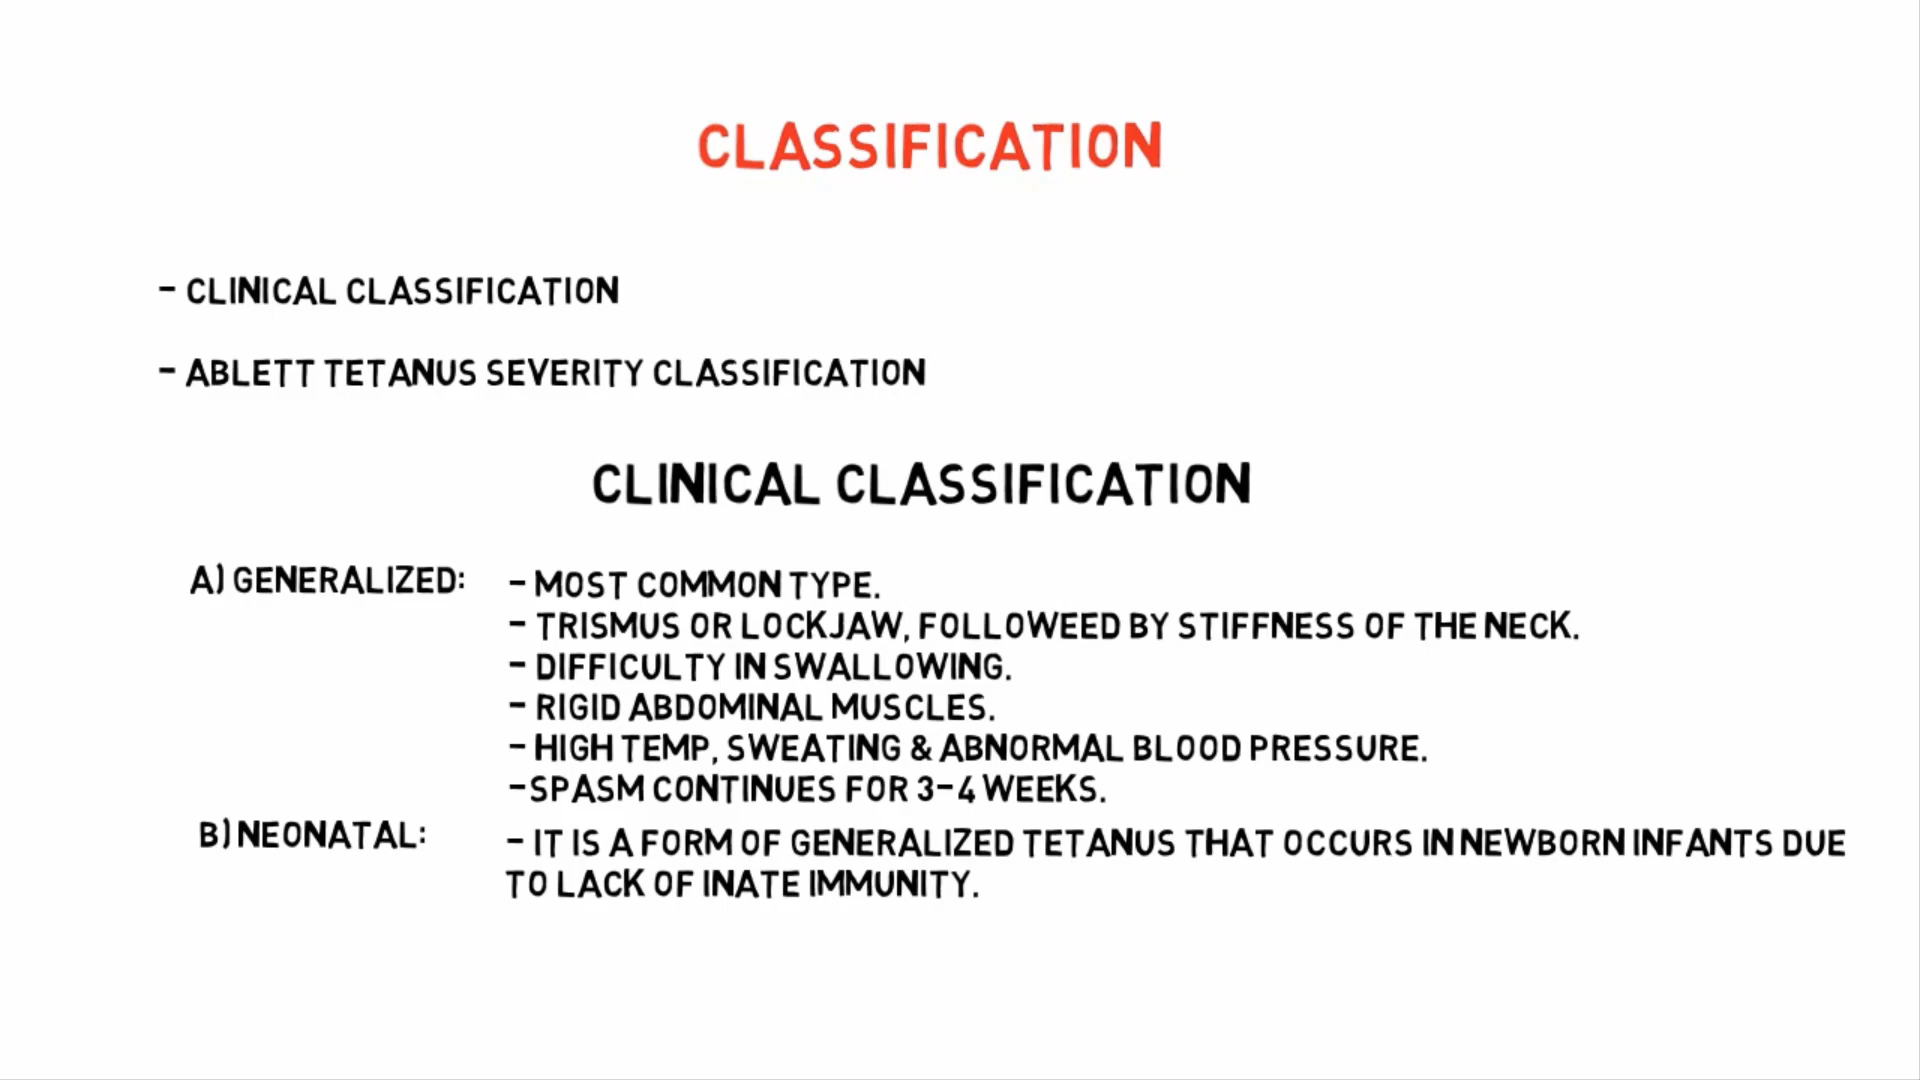 CLASSIFICATION
- CLINICAL CLASSIFICATION
- ABLETT TETANUS SEVERITY CLASSIFICATION
CLINICAL CLASSIFICATION
A) GENERALIZED:
- MOST COMMON TYPE.
- TRISMUS OR LOCKJAW, FOLLOWEED BY STIFFNESS OF THE NECK.
- DIFFICULTY IN SWALLOWING.
- RIGID ABDOMINAL MUSCLES.
- HIGH TEMP, SWEATING & ABNORMAL BLOOD PRESSURE.
-SPASM CONTINUES FOR 3-4 WEEKS.
B) NEONATAL:
- IT IS A FORM OF GENERALIZED TETANUS THAT OCCURS IN NEWBORN INFANTS DUE
TO LACK OF INATE IMMUNITY.